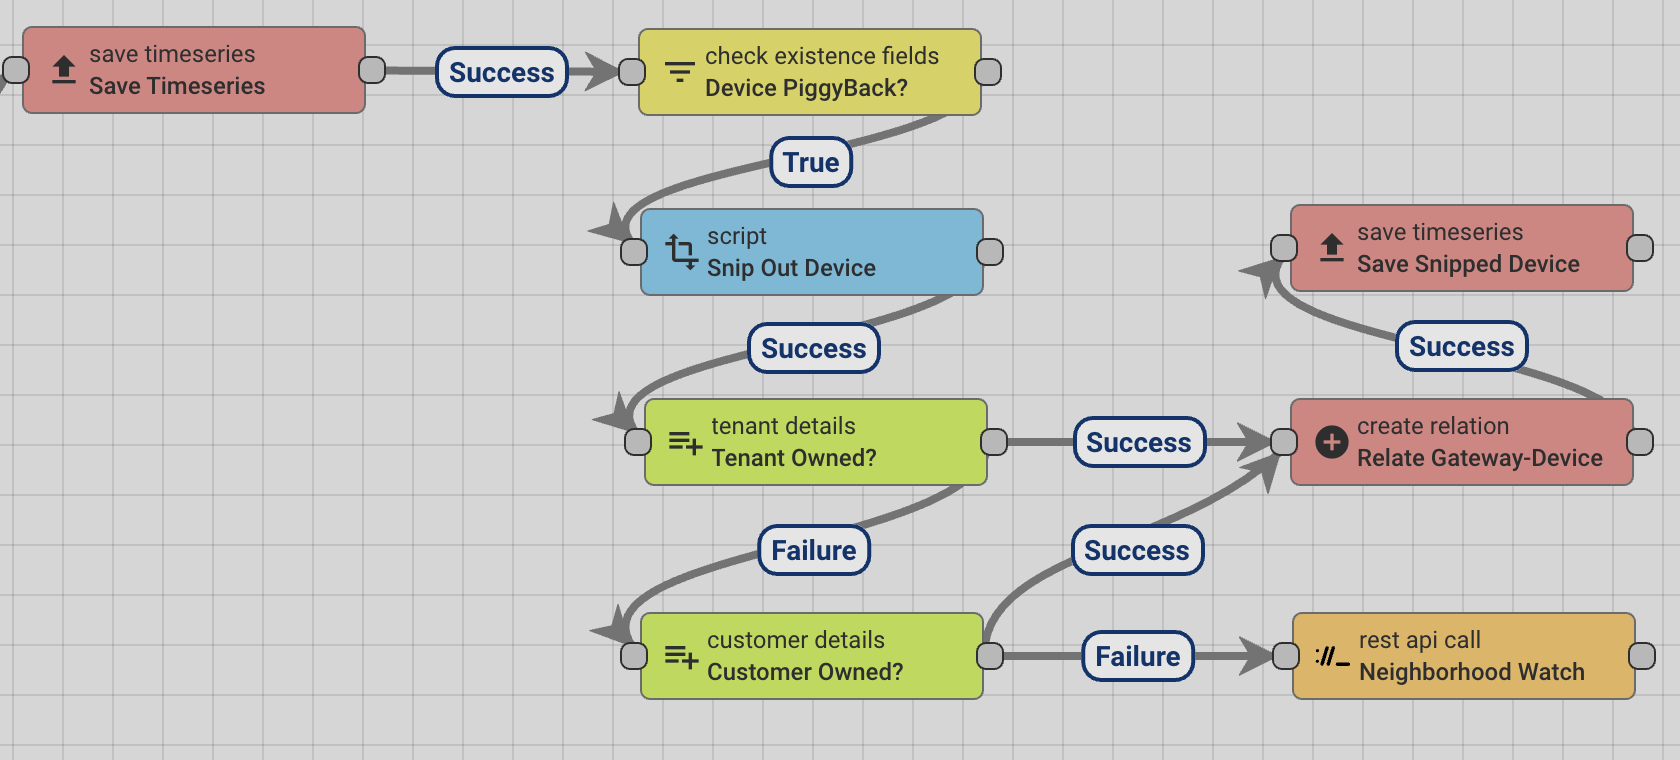 save timeseries
Save Timeseries
Success
check existence fields
Device PiggyBack?
True
script
Snip Out Device
save timeseries
Save Snipped Device
Success
Success
tenant details
Tenant Owned?
Success
create relation
Relate Gateway-Device
Failure
Success
customer details
Customer Owned?
Failure
rest api call
Neighborhood Watch